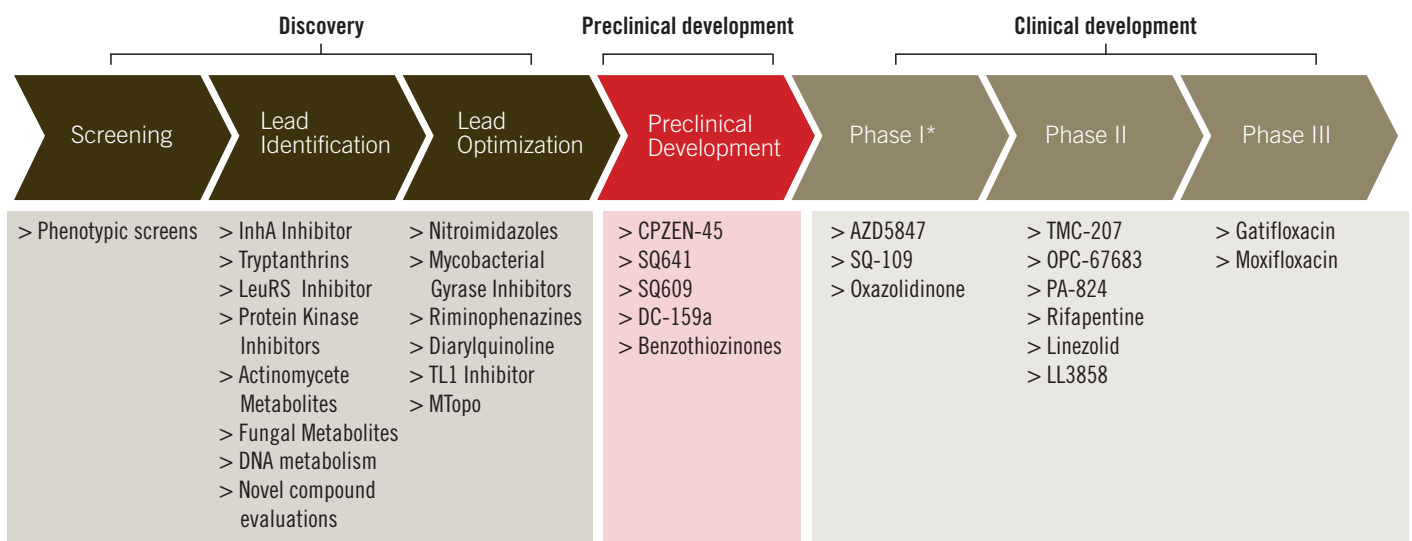 Discovery
Preclinical development
Clinical development
Screening
Lead
Identification
Lead
Optimization
Preclinical
Development
Phase I*
Phase II
Phase III
> Phenotypic screens
> InhA Inhibitor
> Tryptanthrins
> LeuRS Inhibitor
> Protein Kinase
Inhibitors
> Actinomycete
Metabolites
> Fungal Metabolites
> DNA metabolism
> Novel compound
evaluations
> Nitroimidazoles
> Mycobacterial
Gyrase Inhibitors
> Riminophenazines
> Diarylquinoline
> TL1 Inhibitor
> MTopo
> CPZEN-45
> SQ641
> SQ609
> DC-159a
> Benzothiozinones
> AZD5847
> SQ-109
> Oxazolidinone
> TMC-207
> OPC-67683
> PA-824
> Rifapentine
> Linezolid
> LL3858
> Gatifloxacin
> Moxifloxacin